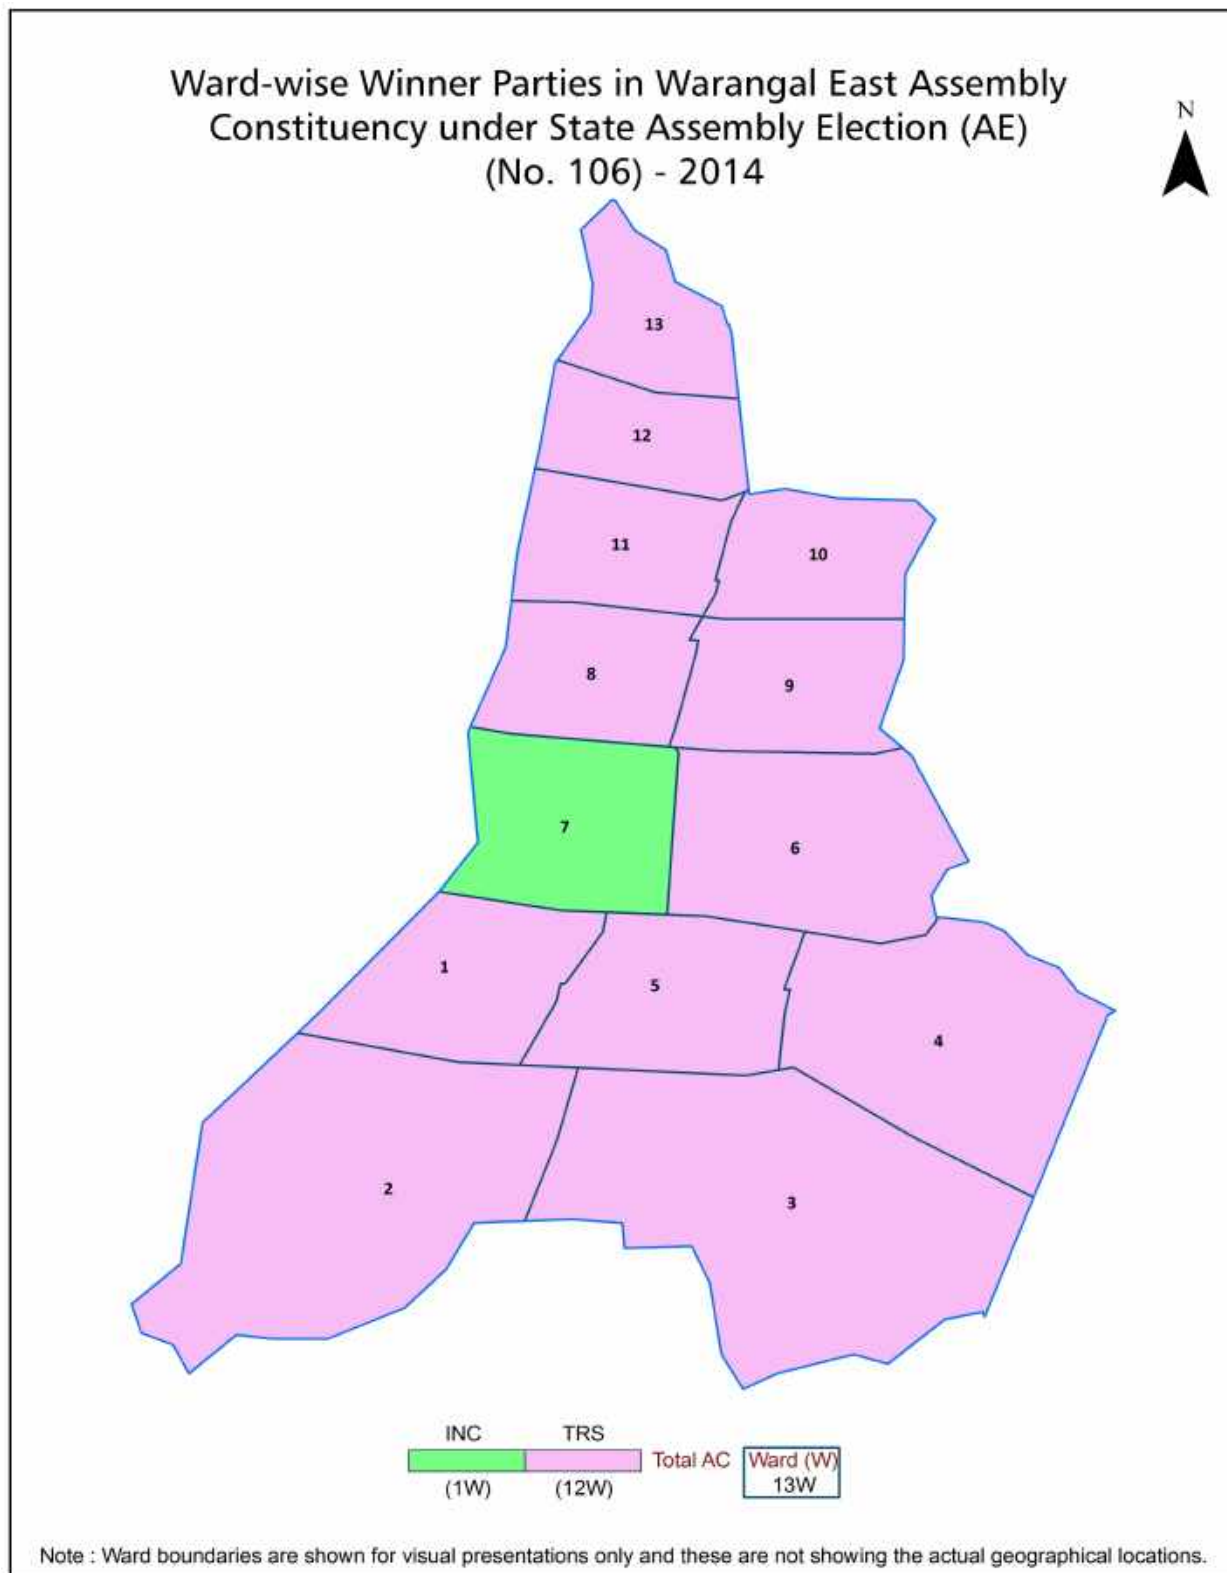 Ward-wise Winner Parties in Warangal East Assembly
Constituency under State Assembly Election (AE)
(No. 106) - 2014
N
13
12
11
10
8
9
7
6
1
5
4
2
3
INC TRS
Total AC Ward (W)
(1W) (12W) 13W
Note : Ward boundaries are shown for visual presentations only and these are not showing the actual geographical locations.